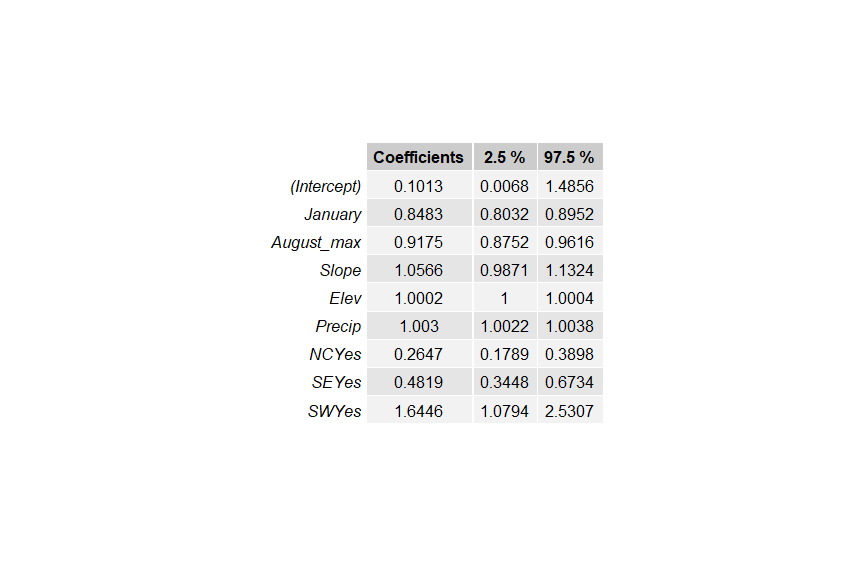 Coefficients 2.5 % 97.5 %
(Intercept) 0.1013 0.0068 1.4856
January 0.8483 0.8032 0.8952
August_max 0.9175 0.8752 0.9616
Slope 1.0566 0.9871 1.1324
Elev 1.0002 1 1.0004
Precip 1.003 1.0022 1.0038
NCYes 0.2647 0.1789 0.3898
SEYes 0.4819 0.3448 0.6734
SWYes 1.6446 1.0794 2.5307